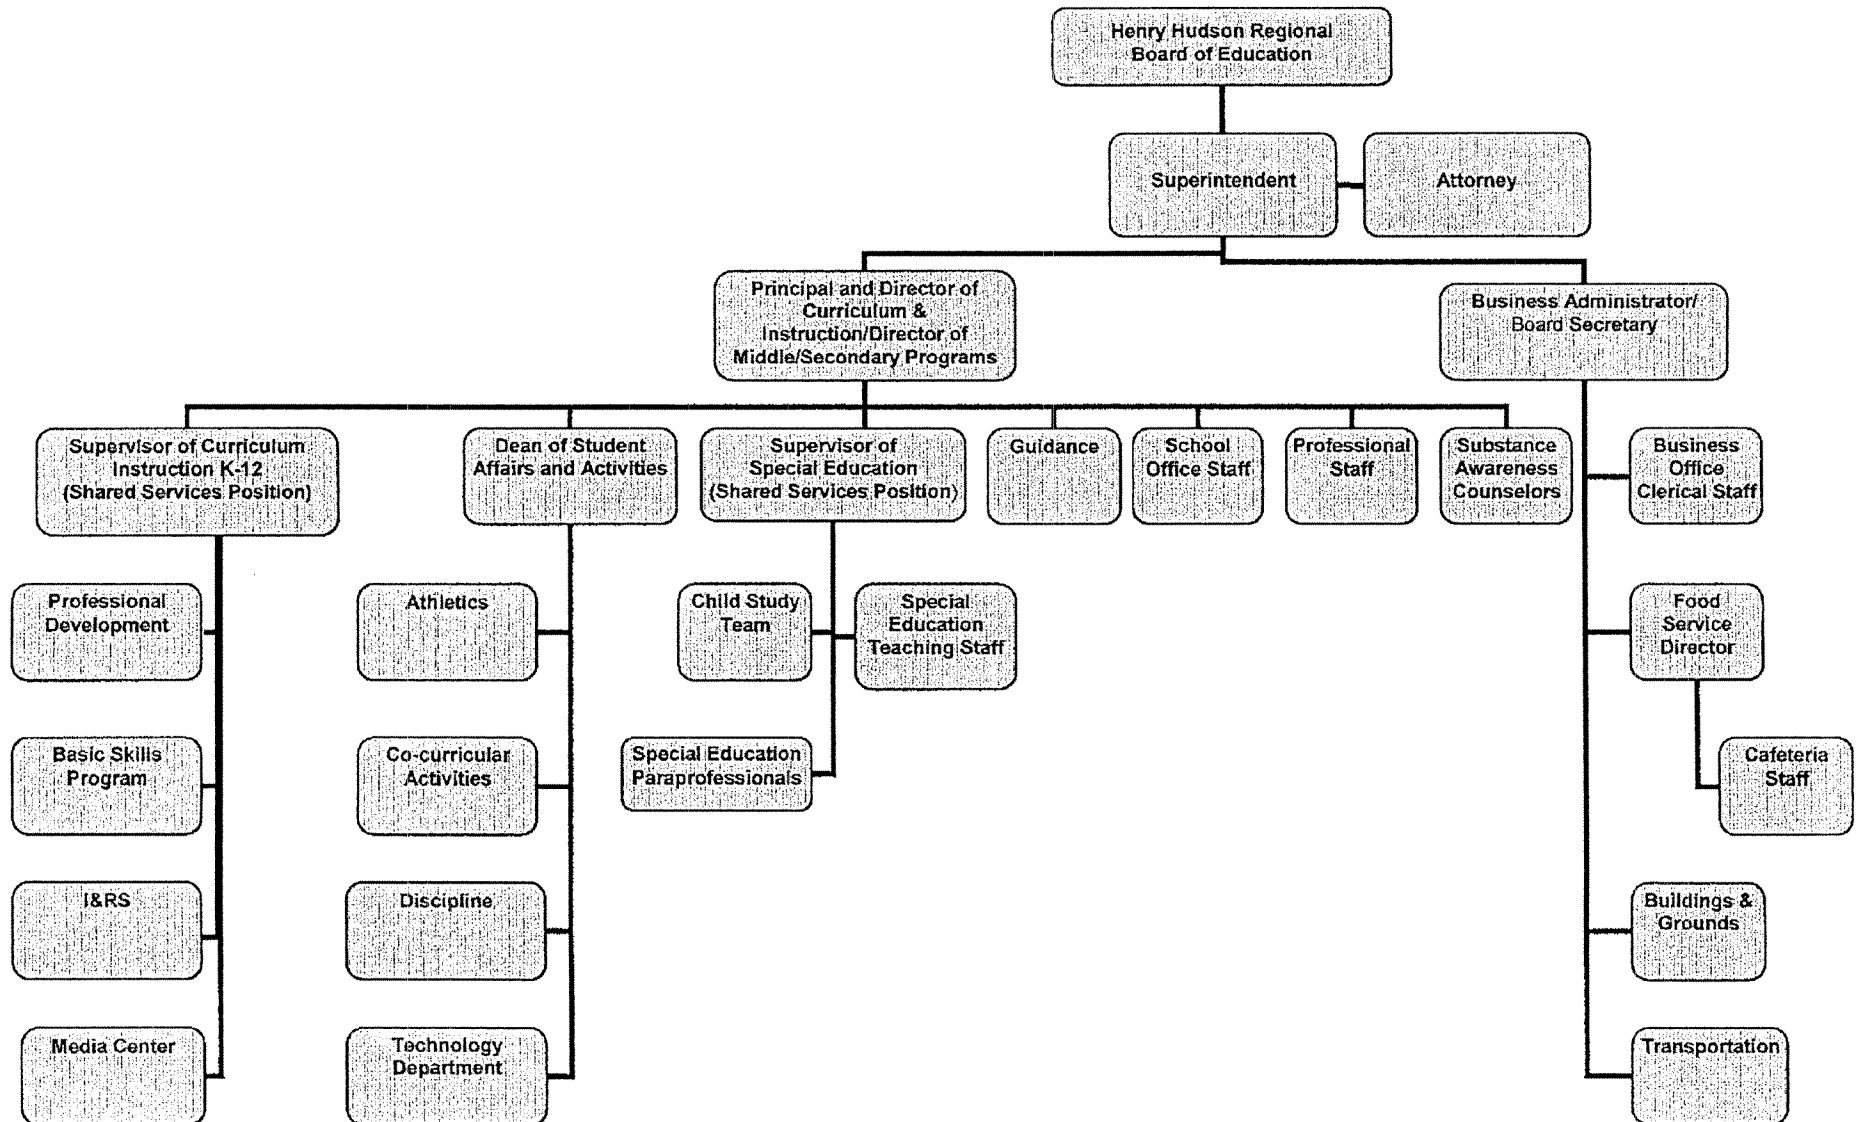 Henry Hudson Regional
Board of Education
Superintendent
Attorney
Principal and Director of
Curriculum &
Instruction/Director of
Middle/Secondary Programs
Business Administrator/
Board Secretary
Supervisor of Curriculum
Instruction K-12
(Shared Services Position)
Dean of Student
Affairs and Activities
Supervisor of
Special Education
(Shared Services Position)
Guidance
School
Office Staff
Professional
Staff
Substance
Awareness
Counselors
Business
Office
Clerical Staff
Professional
Development
Athletics
Child Study
Team
Special
Education
Teaching Staff
Food
Service
Director
Basic Skills
Program
Co-curricular
Activities
Special Education
Paraprofessionals
Cafeteria
Staff
I&RS
Discipline
Buildings &
Grounds
Media Center
Technology
Department
Transportation